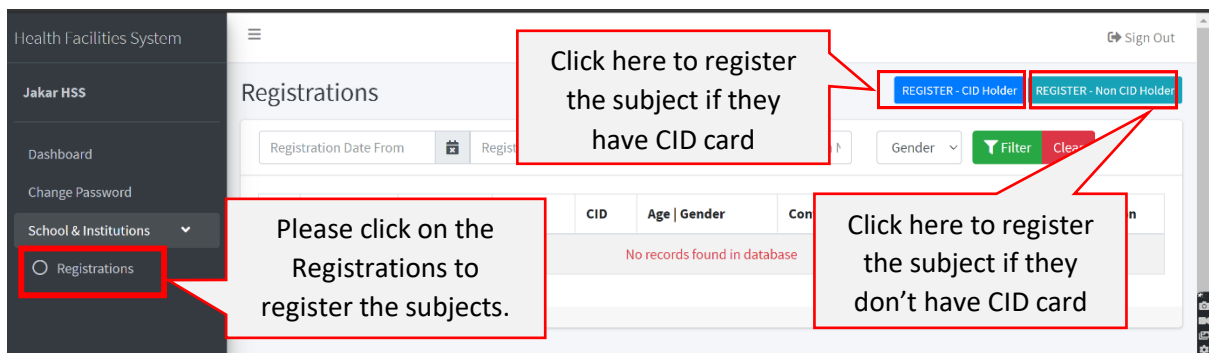 Health Facilities System
Sign Out
Click here to register
the subject if they
have CID card
Jakar HSS
Registrations
REGISTER - CID Holder
REGISTER - Non CID Holder
Registration Date From
Gender
Filter
Dashboard
Change Password
School & Institutions
Registrations
Please click on the
Registrations to
register the subjects.
CID
Age | Gender
No records found in database
Click here to register
the subject if they
don’t have CID card